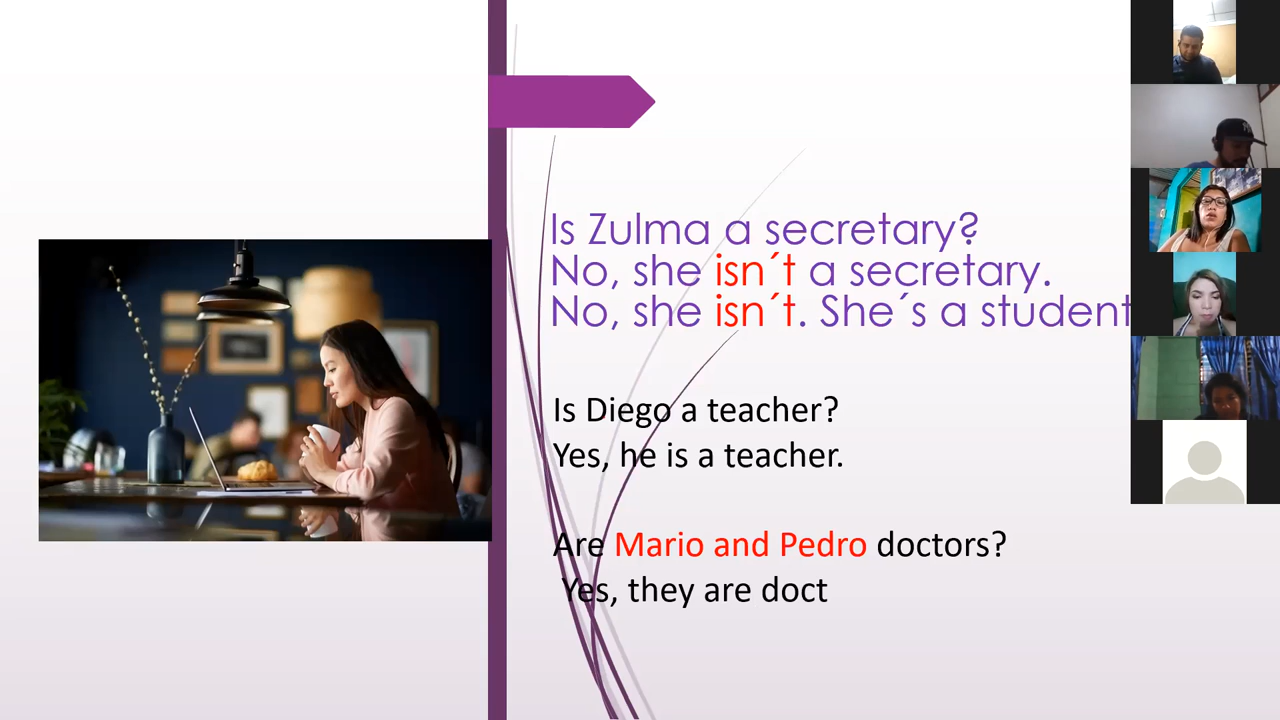 Is Zulma a secretary?
No, she isn´t a secretary.
No, she isn´t. She´s a student
Is Diego a teacher?
Yes, he is a teacher.
Are Mario and Pedro doctors?
Yes, they are doct